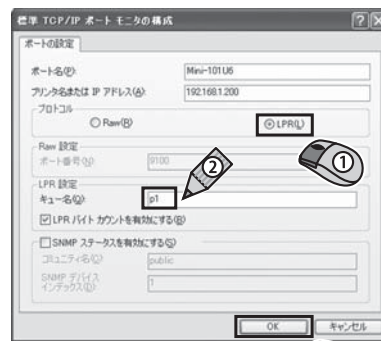 標準 TCP/IP ポート モニタの構成
ポートの設定
ポート名(P): Mini-101U6
プリンタ名または IP アドレス(A): 192.168.1.200
プロトコル
Raw(R) LPR(L)
Raw 設定
ポート番号(N): 9100
LPR 設定
キュー名(Q): p1
LPR バイト カウントを有効にする(B)
SNMP ステータスを有効にする(S)
コミュニティ名(C): public
SNMP デバイス
インデックス(D): 1
OK キャンセル
①
②